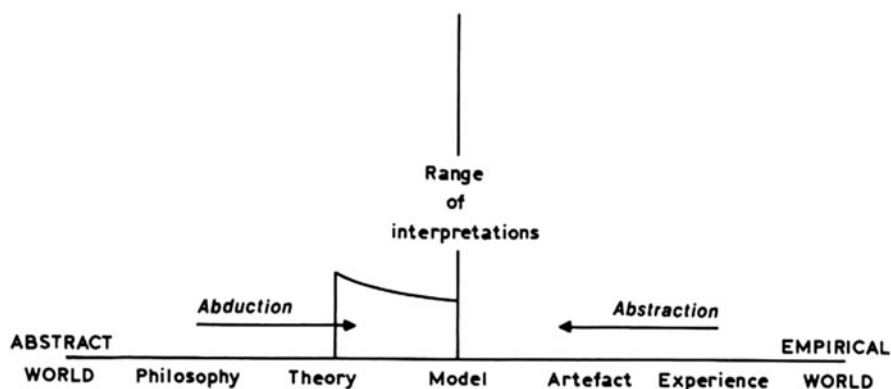 Range
of
interpretations
Abduction
Abstraction
ABSTRACT
WORLD
EMPIRICAL
WORLD
Philosophy Theory Model Artefact Experience